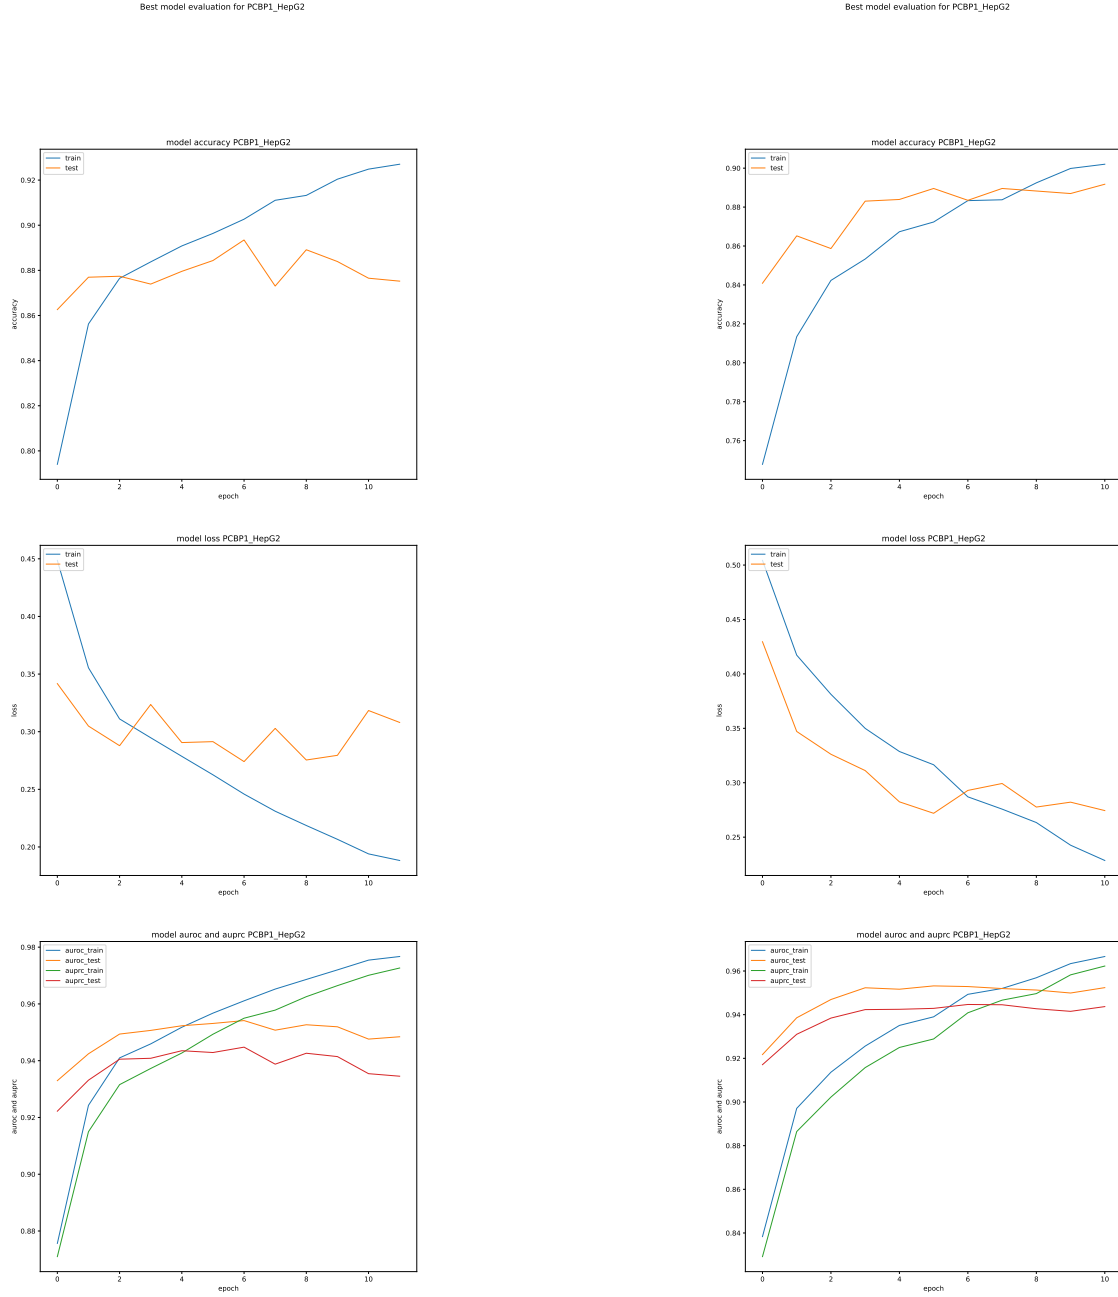 Best model evaluation for PCBP1_HepG2
model accuracy PCBP1_HepG2
train
test
0.92
0.90
0.88
0.86
0.84
0.82
0.80
accuracy
0
2
4
6
8
10
epoch
model loss PCBP1_HepG2
train
test
0.45
0.40
0.35
0.30
0.25
0.20
loss
0
2
4
6
8
10
epoch
model auroc and auprc PCBP1_HepG2
auroc_train
auroc_test
auprc_train
auprc_test
0.98
0.96
0.94
0.92
0.90
0.88
auroc and auprc
0
2
4
6
8
10
epoch
Best model evaluation for PCBP1_HepG2
model accuracy PCBP1_HepG2
train
test
0.90
0.88
0.86
0.84
0.82
0.80
0.78
0.76
accuracy
0
2
4
6
8
10
epoch
model loss PCBP1_HepG2
train
test
0.50
0.45
0.40
0.35
0.30
0.25
loss
0
2
4
6
8
10
epoch
model auroc and auprc PCBP1_HepG2
auroc_train
auroc_test
auprc_train
auprc_test
0.96
0.94
0.92
0.90
0.88
0.86
0.84
auroc and auprc
0
2
4
6
8
10
epoch